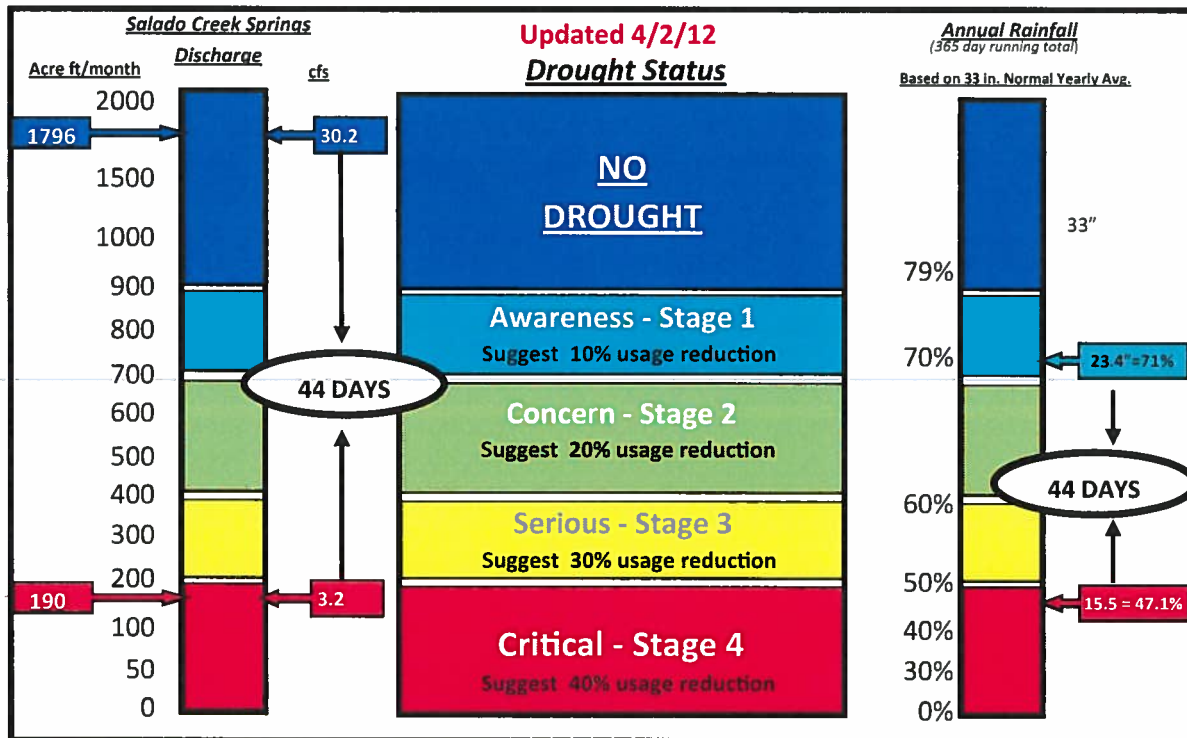 Salado Creek Springs
Discharge
Acre ft/month
cfs
2000
1796
30.2
1500
1000
900
800
700
44 DAYS
600
500
400
300
200
190
3.2
100
50
0
Updated 4/2/12
Drought Status
NO
DROUGHT
Awareness - Stage 1
Suggest 10% usage reduction
Concern - Stage 2
Suggest 20% usage reduction
Serious - Stage 3
Suggest 30% usage reduction
Critical - Stage 4
Suggest 40% usage reduction
Annual Rainfall
(365 day running total)
Based on 33 in. Normal Yearly Avg.
33"
79%
70%
23.4"=71%
44 DAYS
60%
50%
15.5 = 47.1%
40%
30%
0%